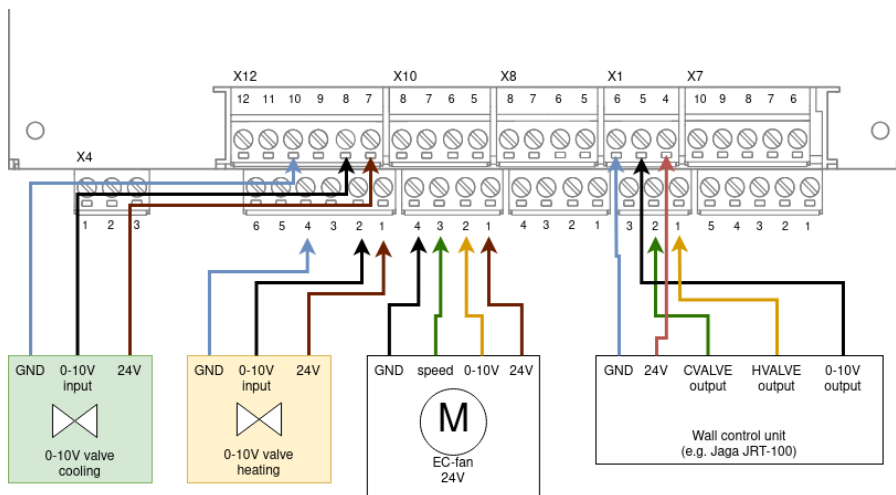 X12 X10 X8 X1 X7
12 11 10 9 8 7 8 7 6 5 8 7 6 5 6 5 4 10 9 8 7 6
X4
1 2 3 6 5 4 2 1 4 3 2 1 4 3 2 1 3 2 1 5 4 3 2 1
GND 0-10V input 24V
0-10V valve
cooling
GND 0-10V input 24V
0-10V valve
heating
GND speed 0-10V 24V
M
EC-fan
24V
GND 24V CVALVE output HVALVE output 0-10V output
Wall control unit
(e.g. Jaga JRT-100)